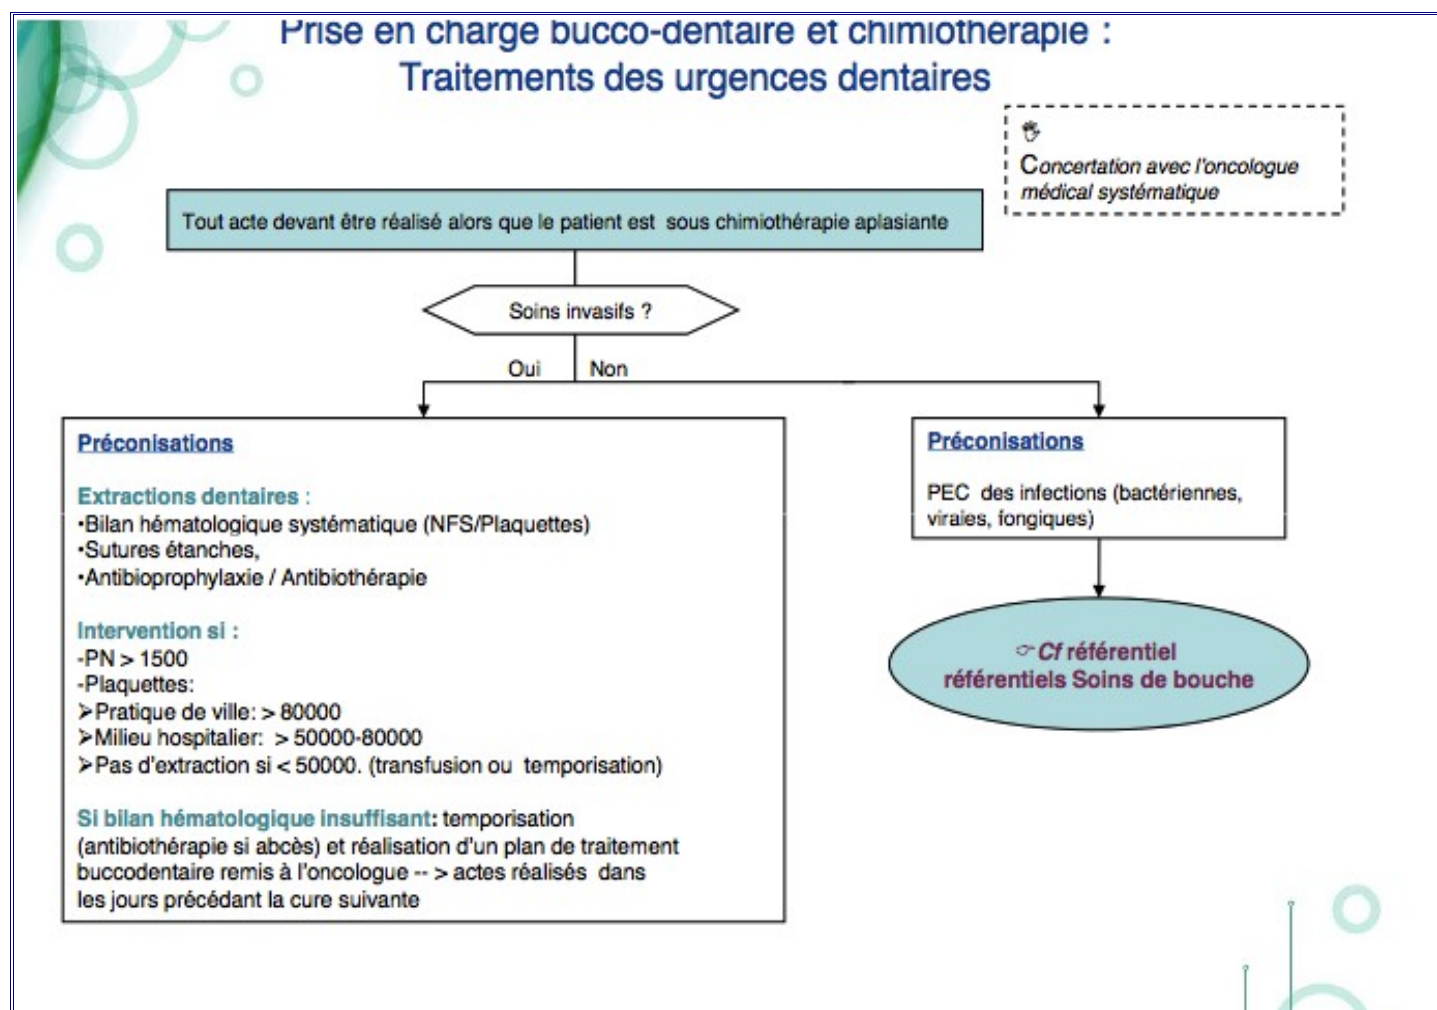 Prise en charge bucco-dentaire et chimiothérapie :
Traitements des urgences dentaires
Concertation avec l'oncologue
médical systématique
Tout acte devant être réalisé alors que le patient est sous chimiothérapie aplasiante
Soins invasifs ?
Oui
Non
Préconisations
Extractions dentaires :
•Bilan hématologique systématique (NFS/Plaquettes)
•Sutures étanches,
•Antibioprophylaxie / Antibiothérapie
Intervention si :
-PN > 1500
-Plaquettes:
➢Pratique de ville: > 80000
➢Milieu hospitalier: > 50000-80000
➢Pas d'extraction si < 50000. (transfusion ou temporisation)
Si bilan hématologique insuffisant: temporisation
(antibiothérapie si abcès) et réalisation d'un plan de traitement
buccodentaire remis à l'oncologue -- > actes réalisés dans
les jours précédant la cure suivante
Préconisations
PEC des infections (bactériennes,
viraies, fongiques)
☞Cf référentiel
référentiels Soins de bouche